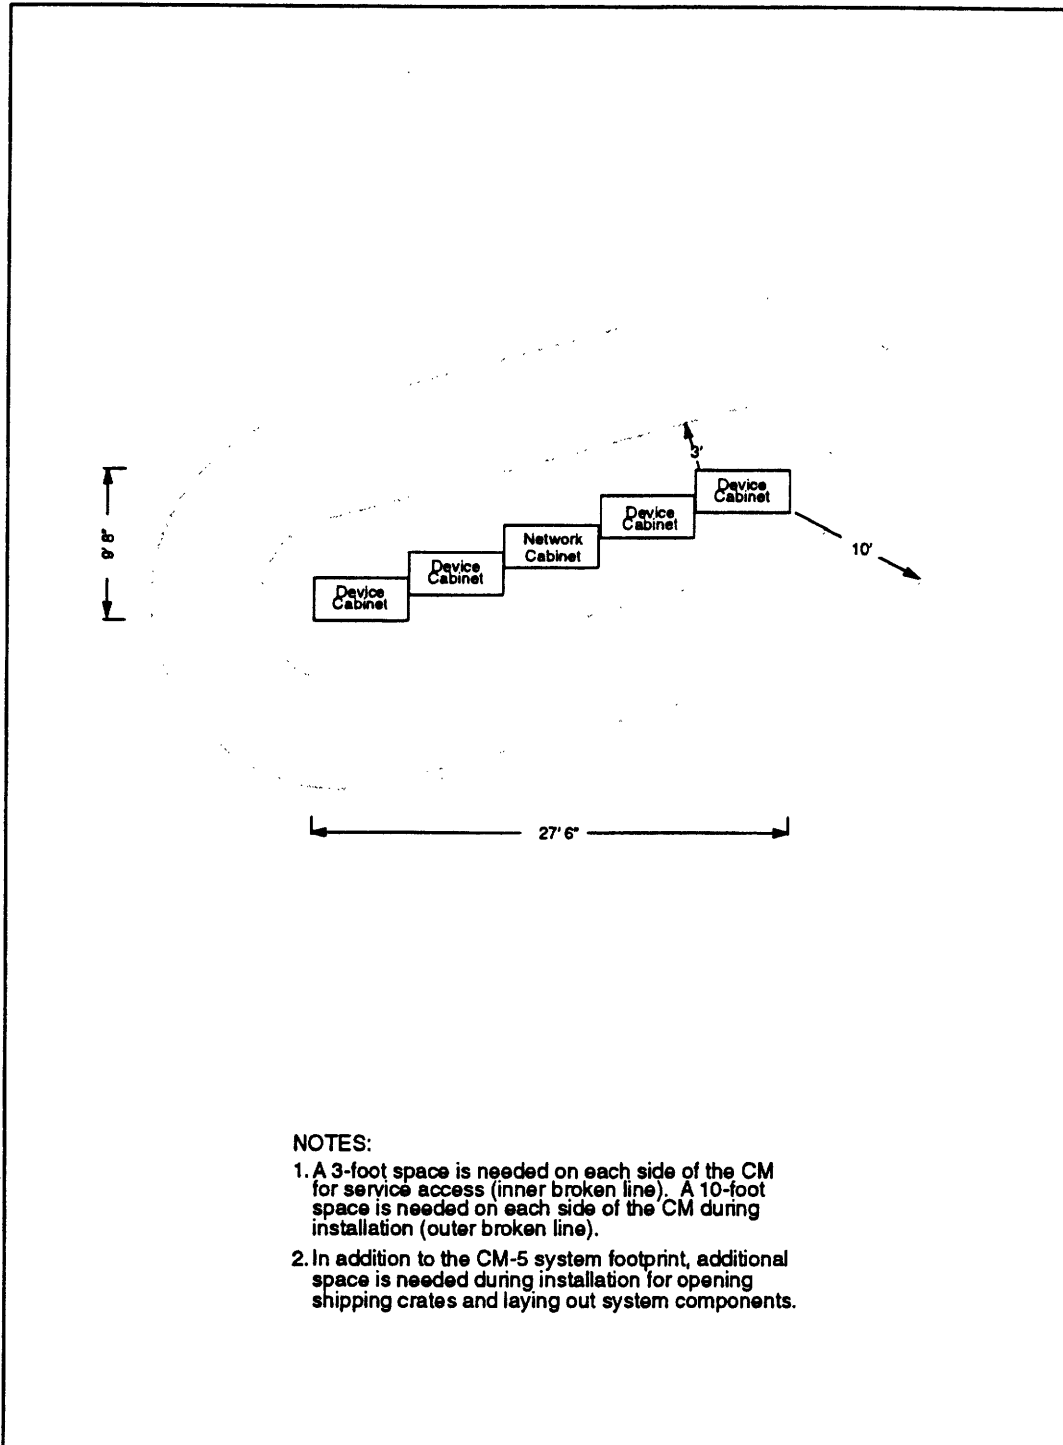 3'
Device
Cabinet
9' 8"
Device
Cabinet
Network
Cabinet
10'
Device
Cabinet
Device
Cabinet
27' 6"
NOTES:
1. A 3-foot space is needed on each side of the CM
for service access (inner broken line). A 10-foot
space is needed on each side of the CM during
installation (outer broken line).
2. In addition to the CM-5 system footprint, additional
space is needed during installation for opening
shipping crates and laying out system components.